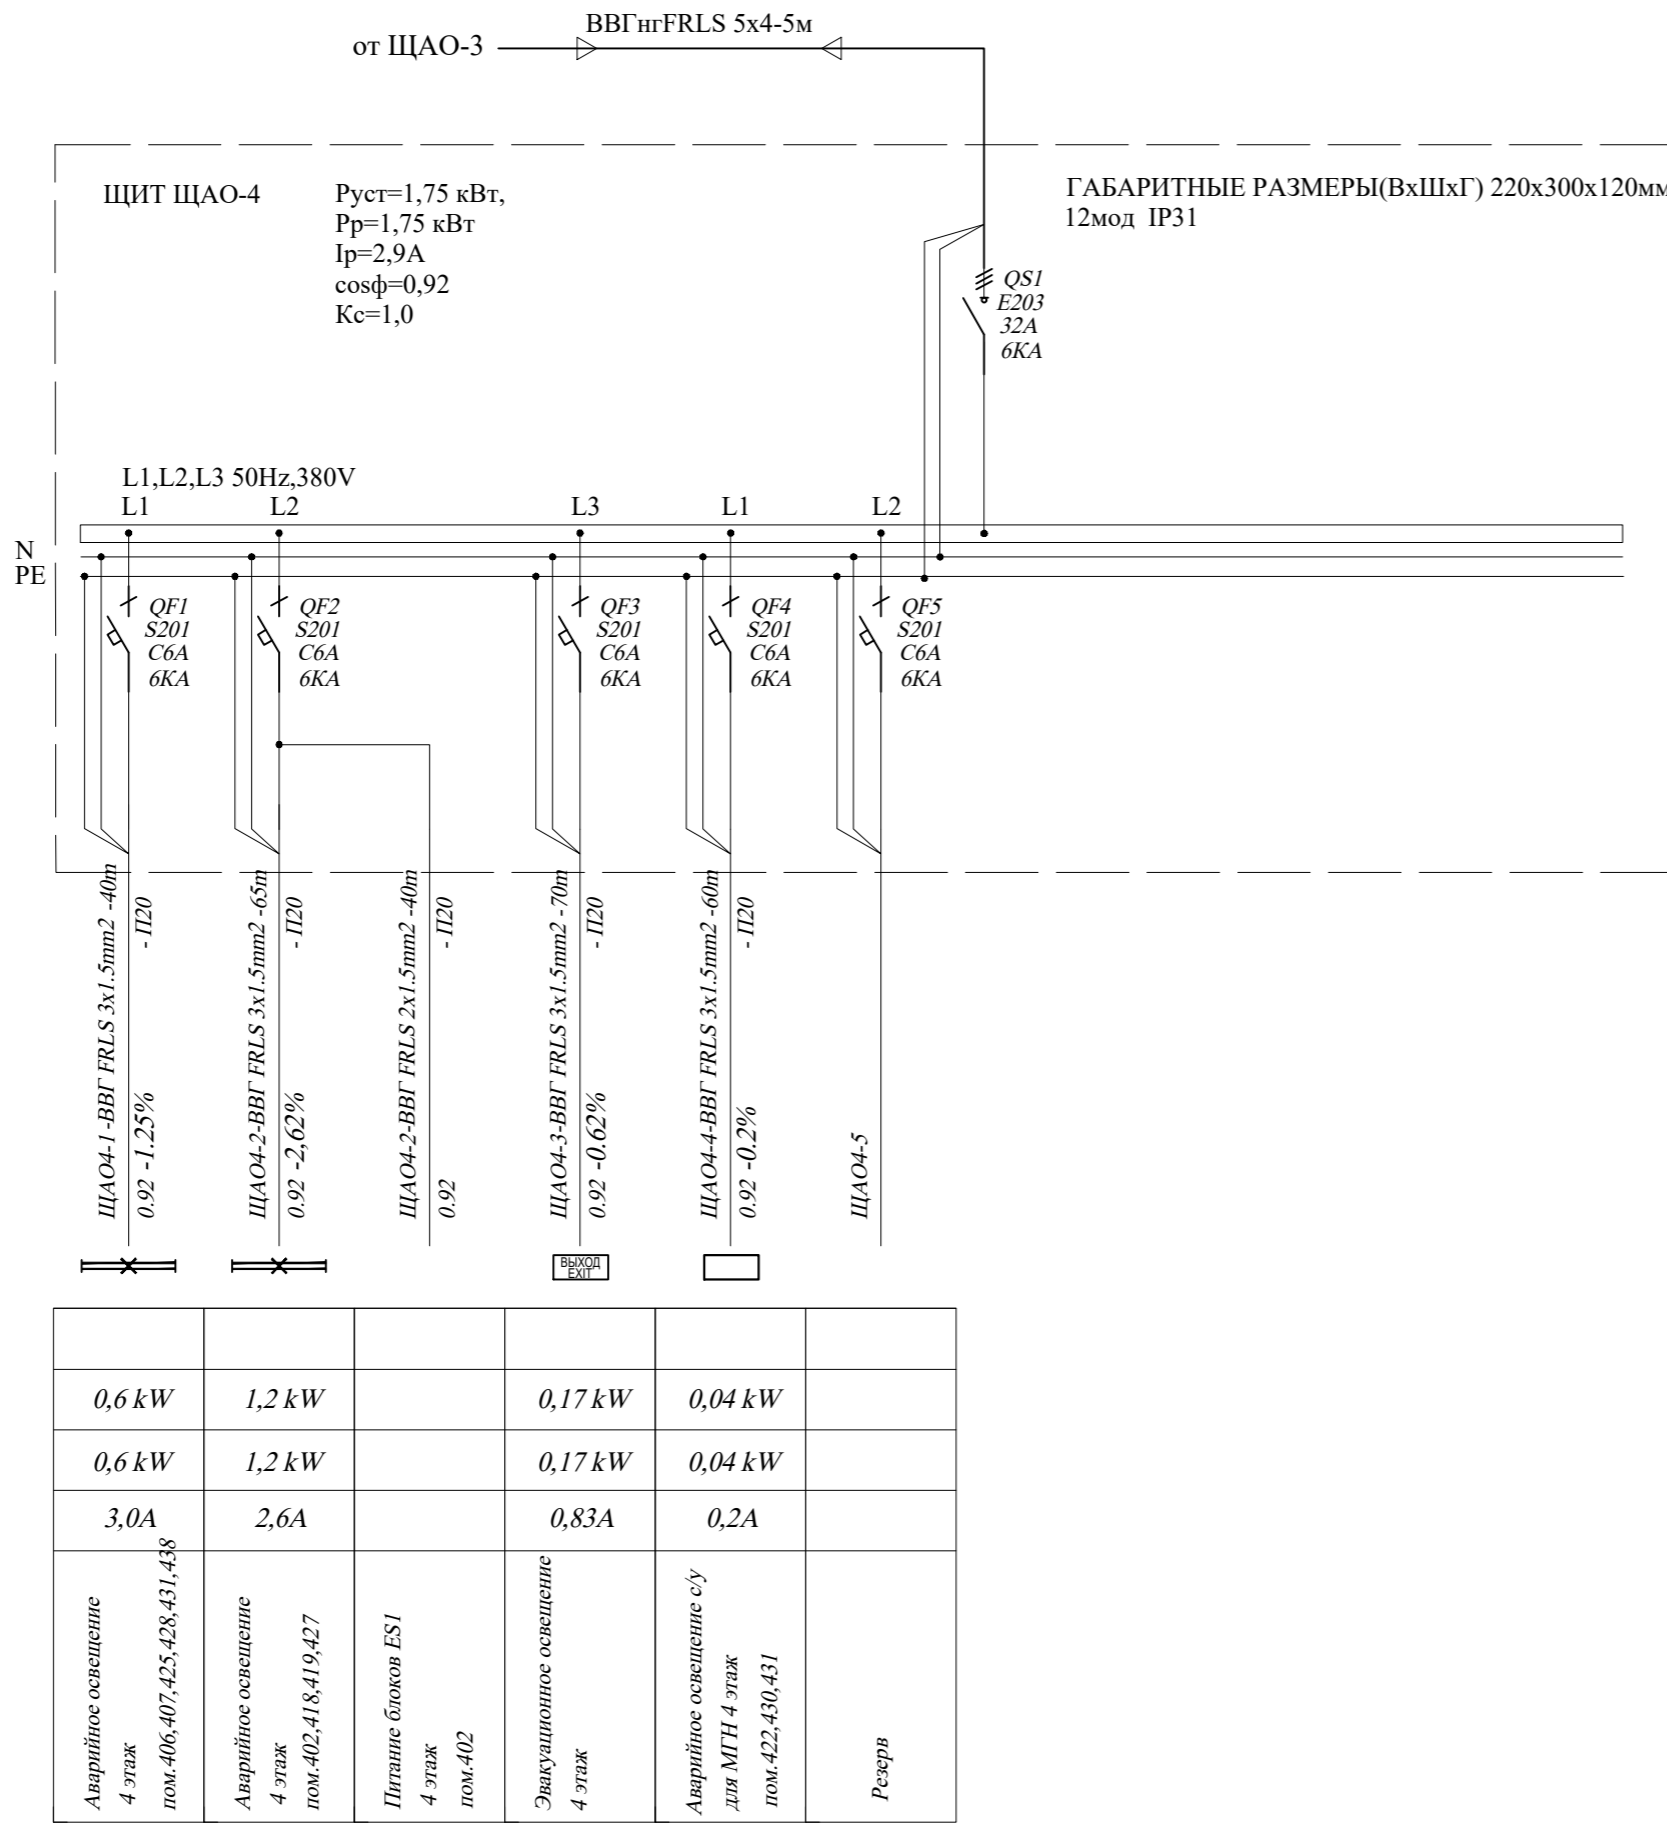 ВВГнгFRLS 5x4-5м
от ЩАО-3
ЩИТ ЩАО-4
Руст=1,75 кВт,
Рр=1,75 кВт
Iр=2,9А
cosф=0,92
Кс=1,0
ГАБАРИТНЫЕ РАЗМЕРЫ(ВхШхГ) 220х300х120мм
12мод IP31
QS1
E203
32A
6KA
L1,L2,L3 50Hz,380V
L1
L2
L3
L1
L2
N
PE
QF1
S201
C6A
6KA
QF2
S201
C6A
6KA
QF3
S201
C6A
6KA
QF4
S201
C6A
6KA
QF5
S201
C6A
6KA
ЩАО4-1-ВВГ FRLS 3x1.5mm2 -40m
- П20
0.92 -1.25%
ЩАО4-2-ВВГ FRLS 3x1.5mm2 -65m
- П20
0.92 -2,62%
ЩАО4-2-ВВГ FRLS 2x1.5mm2 -40m
- П20
0.92
ЩАО4-3-ВВГ FRLS 3x1.5mm2 -70m
- П20
0.92 -0.62%
ЩАО4-4-ВВГ FRLS 3x1.5mm2 -60m
- П20
0.92 -0.2%
ЩАО4-5
ВЫХОД
EXIT
0,6 kW
1,2 kW
0,17 kW
0,04 kW
0,6 kW
1,2 kW
0,17 kW
0,04 kW
3,0A
2,6A
0,83A
0,2A
Аварийное освещение
4 этаж
пом.406,407,425,428,431,438
Аварийное освещение
4 этаж
пом.402,418,419,427
Питание блоков ES1
4 этаж
пом.402
Эвакуационное освещение
4 этаж
Аварийное освещение с/у
для МГН 4 этаж
пом.422,430,431
Резерв